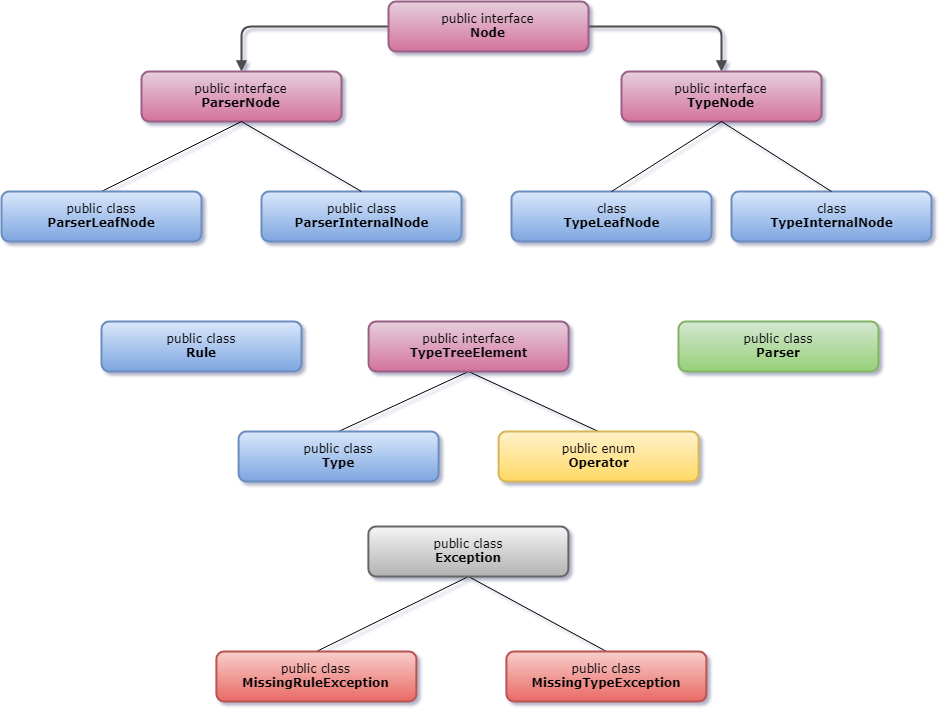 public interface
Node
public interface
ParserNode
public interface
TypeNode
public class
ParserLeafNode
public class
ParserInternalNode
class
TypeLeafNode
class
TypeInternalNode
public class
Rule
public interface
TypeTreeElement
public class
Parser
public class
Type
public enum
Operator
public class
Exception
public class
MissingRuleException
public class
MissingTypeException